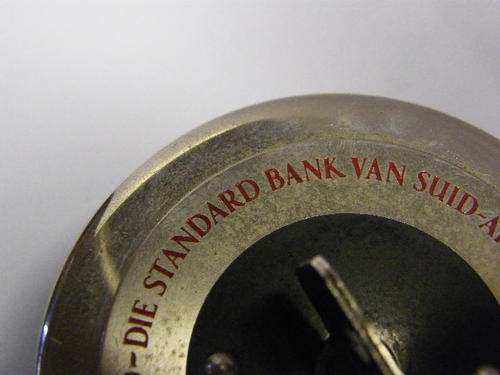 - DIE STANDARD BANK VAN SUID-A